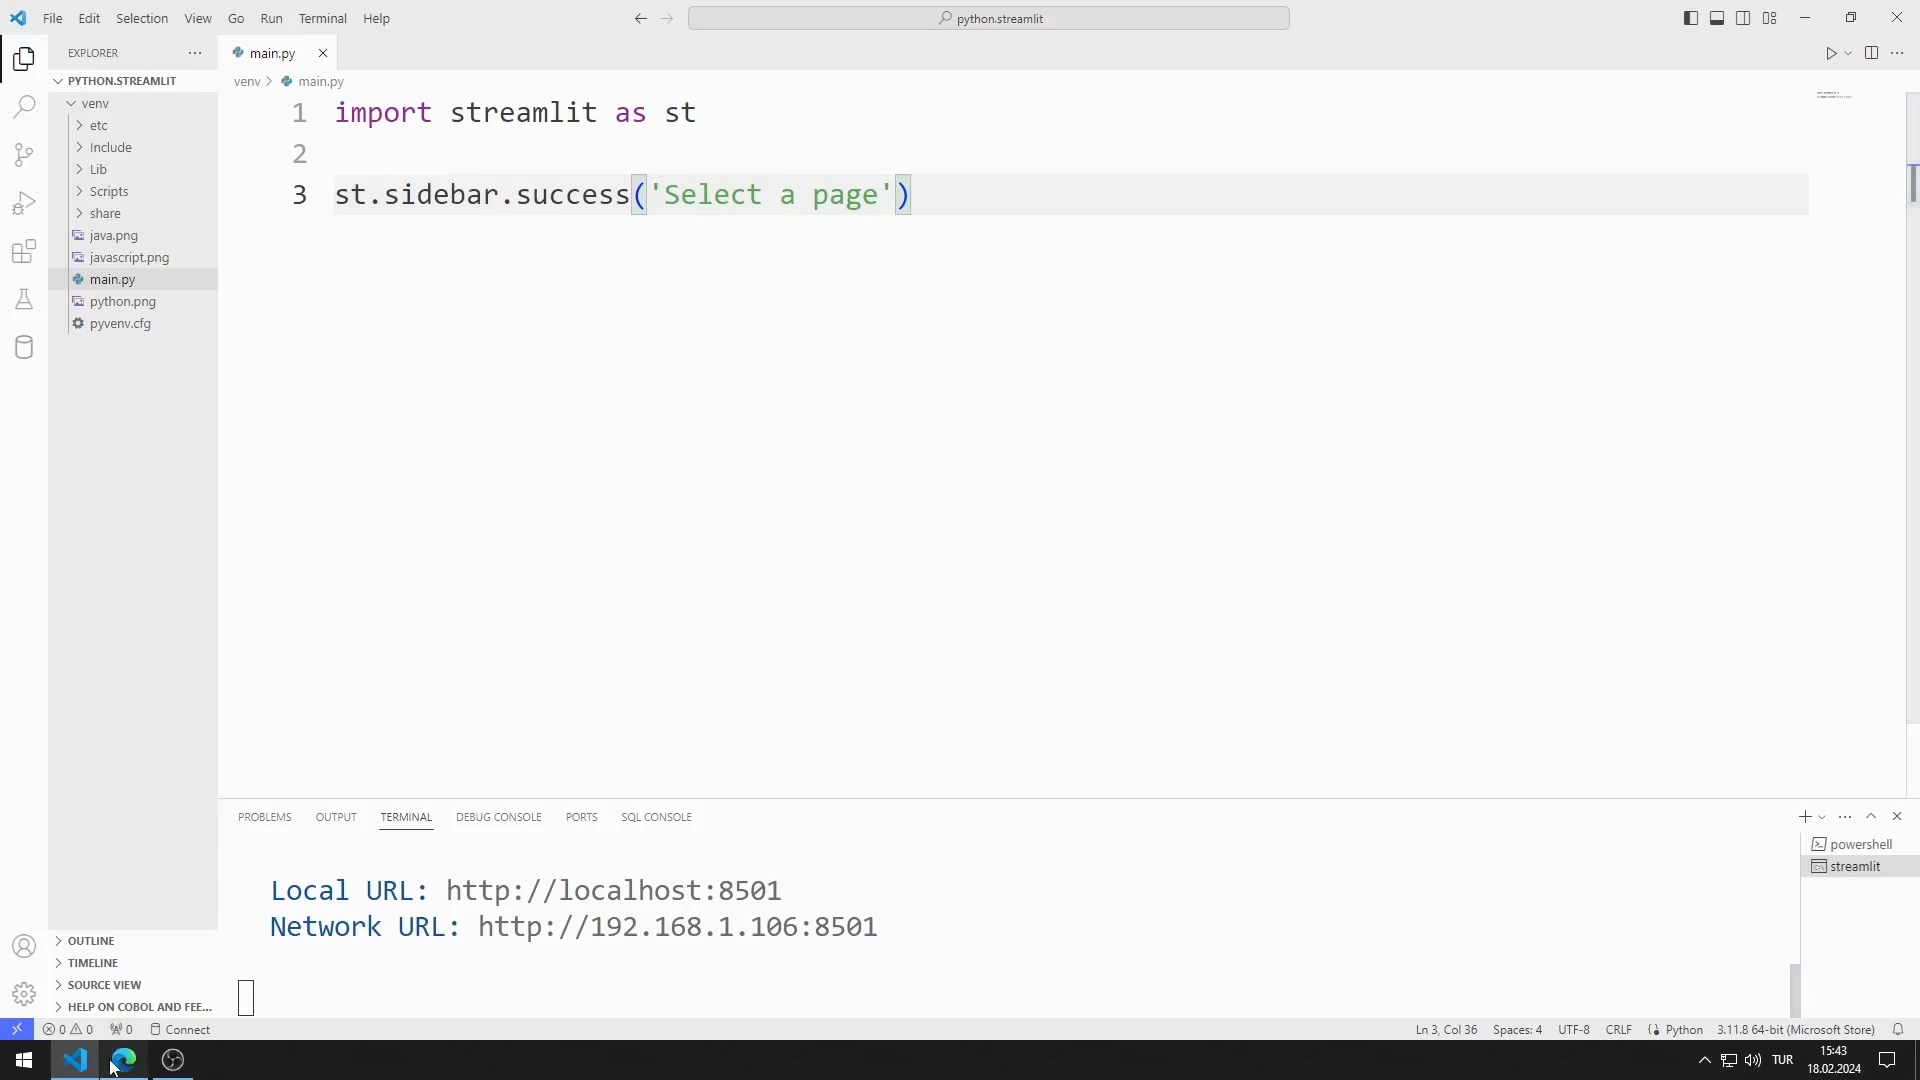 File Edit Selection View Go Run Terminal Help
python.streamlit
EXPLORER
PYTHON.STREAMLIT
venv
etc
Include
Lib
Scripts
share
java.png
javascript.png
main.py
python.png
pyvenv.cfg
OUTLINE
TIMELINE
SOURCE VIEW
HELP ON COBOL AND FEE...
main.py
venv > main.py
1 import streamlit as st
2
3 st.sidebar.success('Select a page')
PROBLEMS OUTPUT TERMINAL DEBUG CONSOLE PORTS SQL CONSOLE
Local URL: http://localhost:8501
Network URL: http://192.168.1.106:8501
powershell
streamlit
0 0 0 Connect
Ln 3, Col 36 Spaces: 4 UTF-8 CRLF Python 3.11.8 64-bit (Microsoft Store)
TUR
15:43
18.02.2024